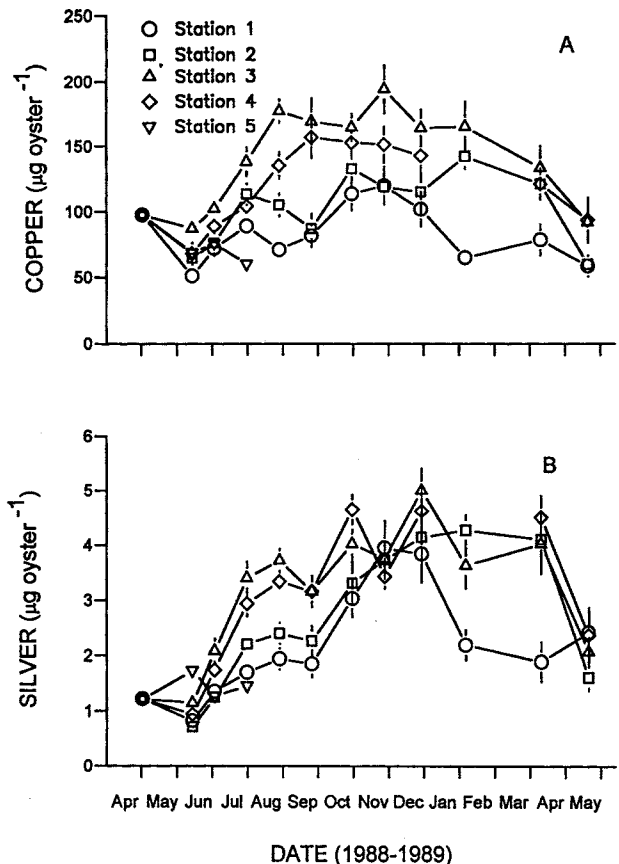 250
200
150
100
50
0
COPPER (µg oyster⁻¹)
Station 1
Station 2
Station 3
Station 4
Station 5
A
6
5
4
3
2
1
0
SILVER (µg oyster⁻¹)
B
Apr May Jun Jul Aug Sep Oct Nov Dec Jan Feb Mar Apr May
DATE (1988-1989)